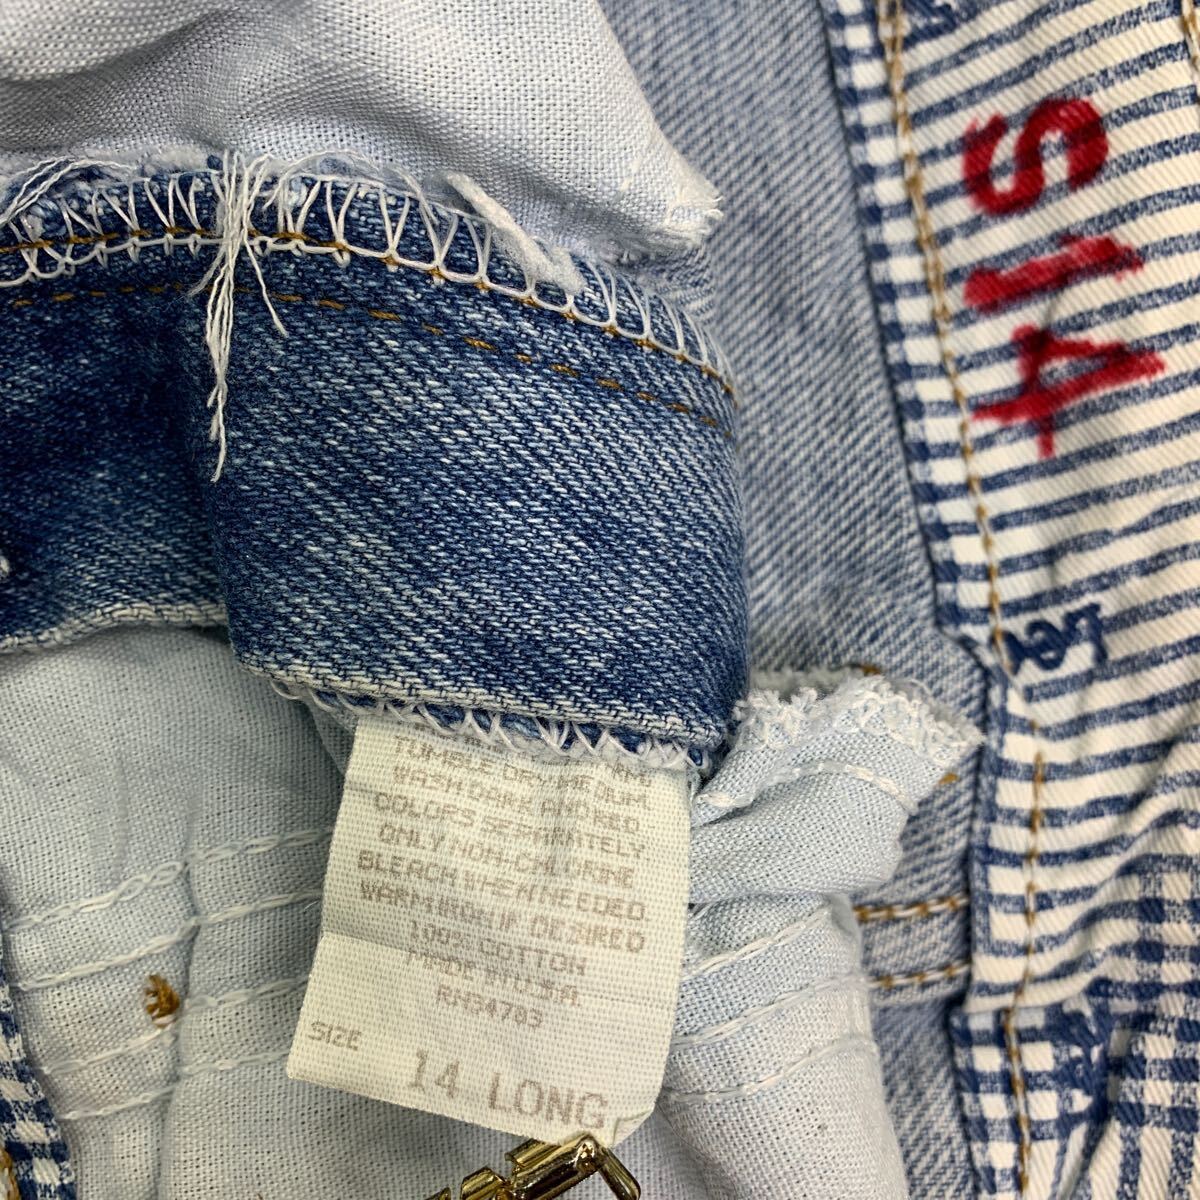 TUMBLE DRY MEDIUM.
WASH DARK AND RED
COLORS SEPARATELY.
ONLY NON-CHLORINE
BLEACH WHEN NEEDED.
WARM IRON IF DESIRED
100% COTTON
MADE IN U.S.A.
RN34783
SIZE
14 LONG
S14